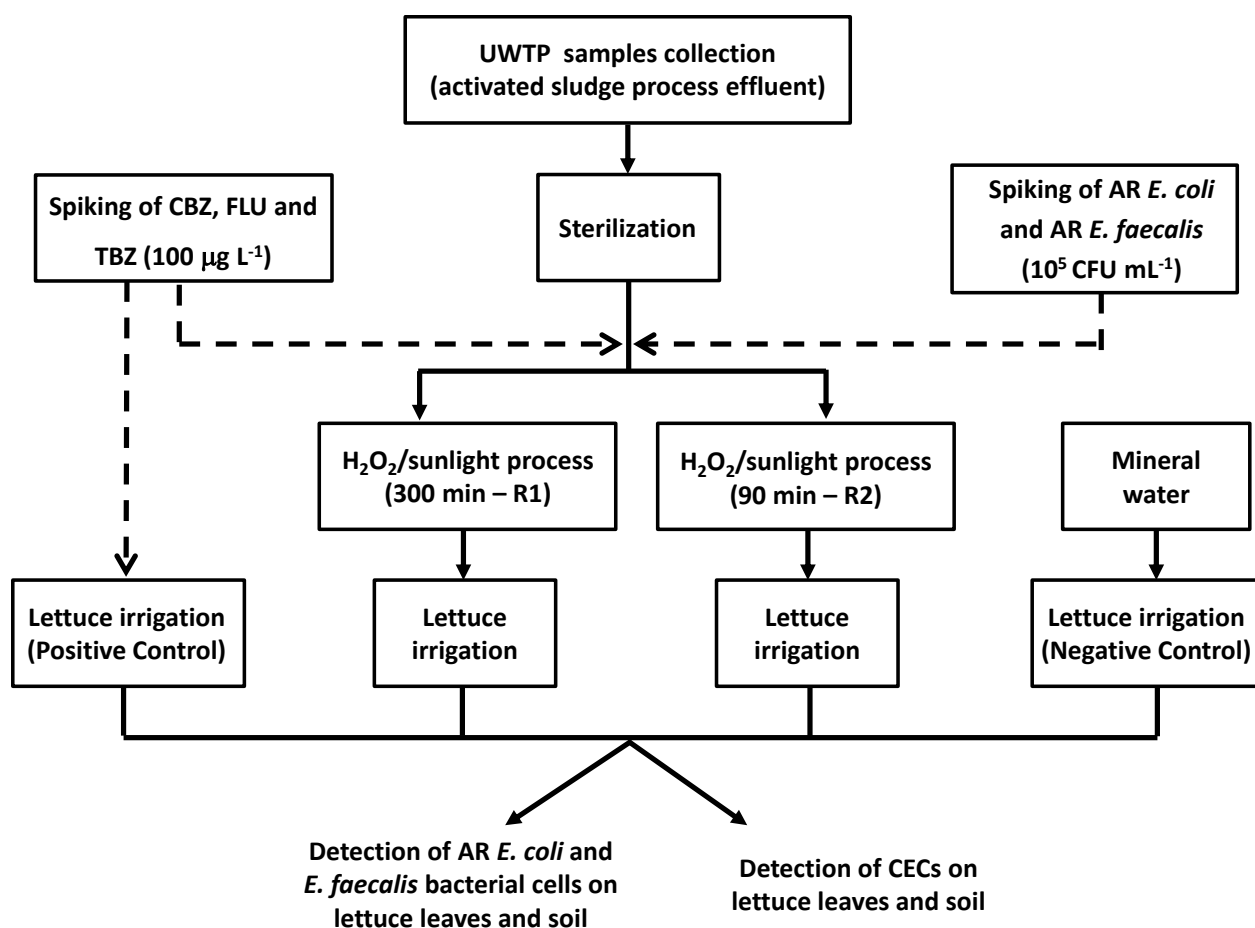 UWTP samples collection
(activated sludge process effluent)
Spiking of CBZ, FLU and
TBZ (100 μg L⁻¹)
Sterilization
Spiking of AR E. coli
and AR E. faecalis
(10⁵ CFU mL⁻¹)
H₂O₂/sunlight process
(300 min – R1)
H₂O₂/sunlight process
(90 min – R2)
Mineral
water
Lettuce irrigation
(Positive Control)
Lettuce
irrigation
Lettuce
irrigation
Lettuce irrigation
(Negative Control)
Detection of AR E. coli and
E. faecalis bacterial cells on
lettuce leaves and soil
Detection of CECs on
lettuce leaves and soil